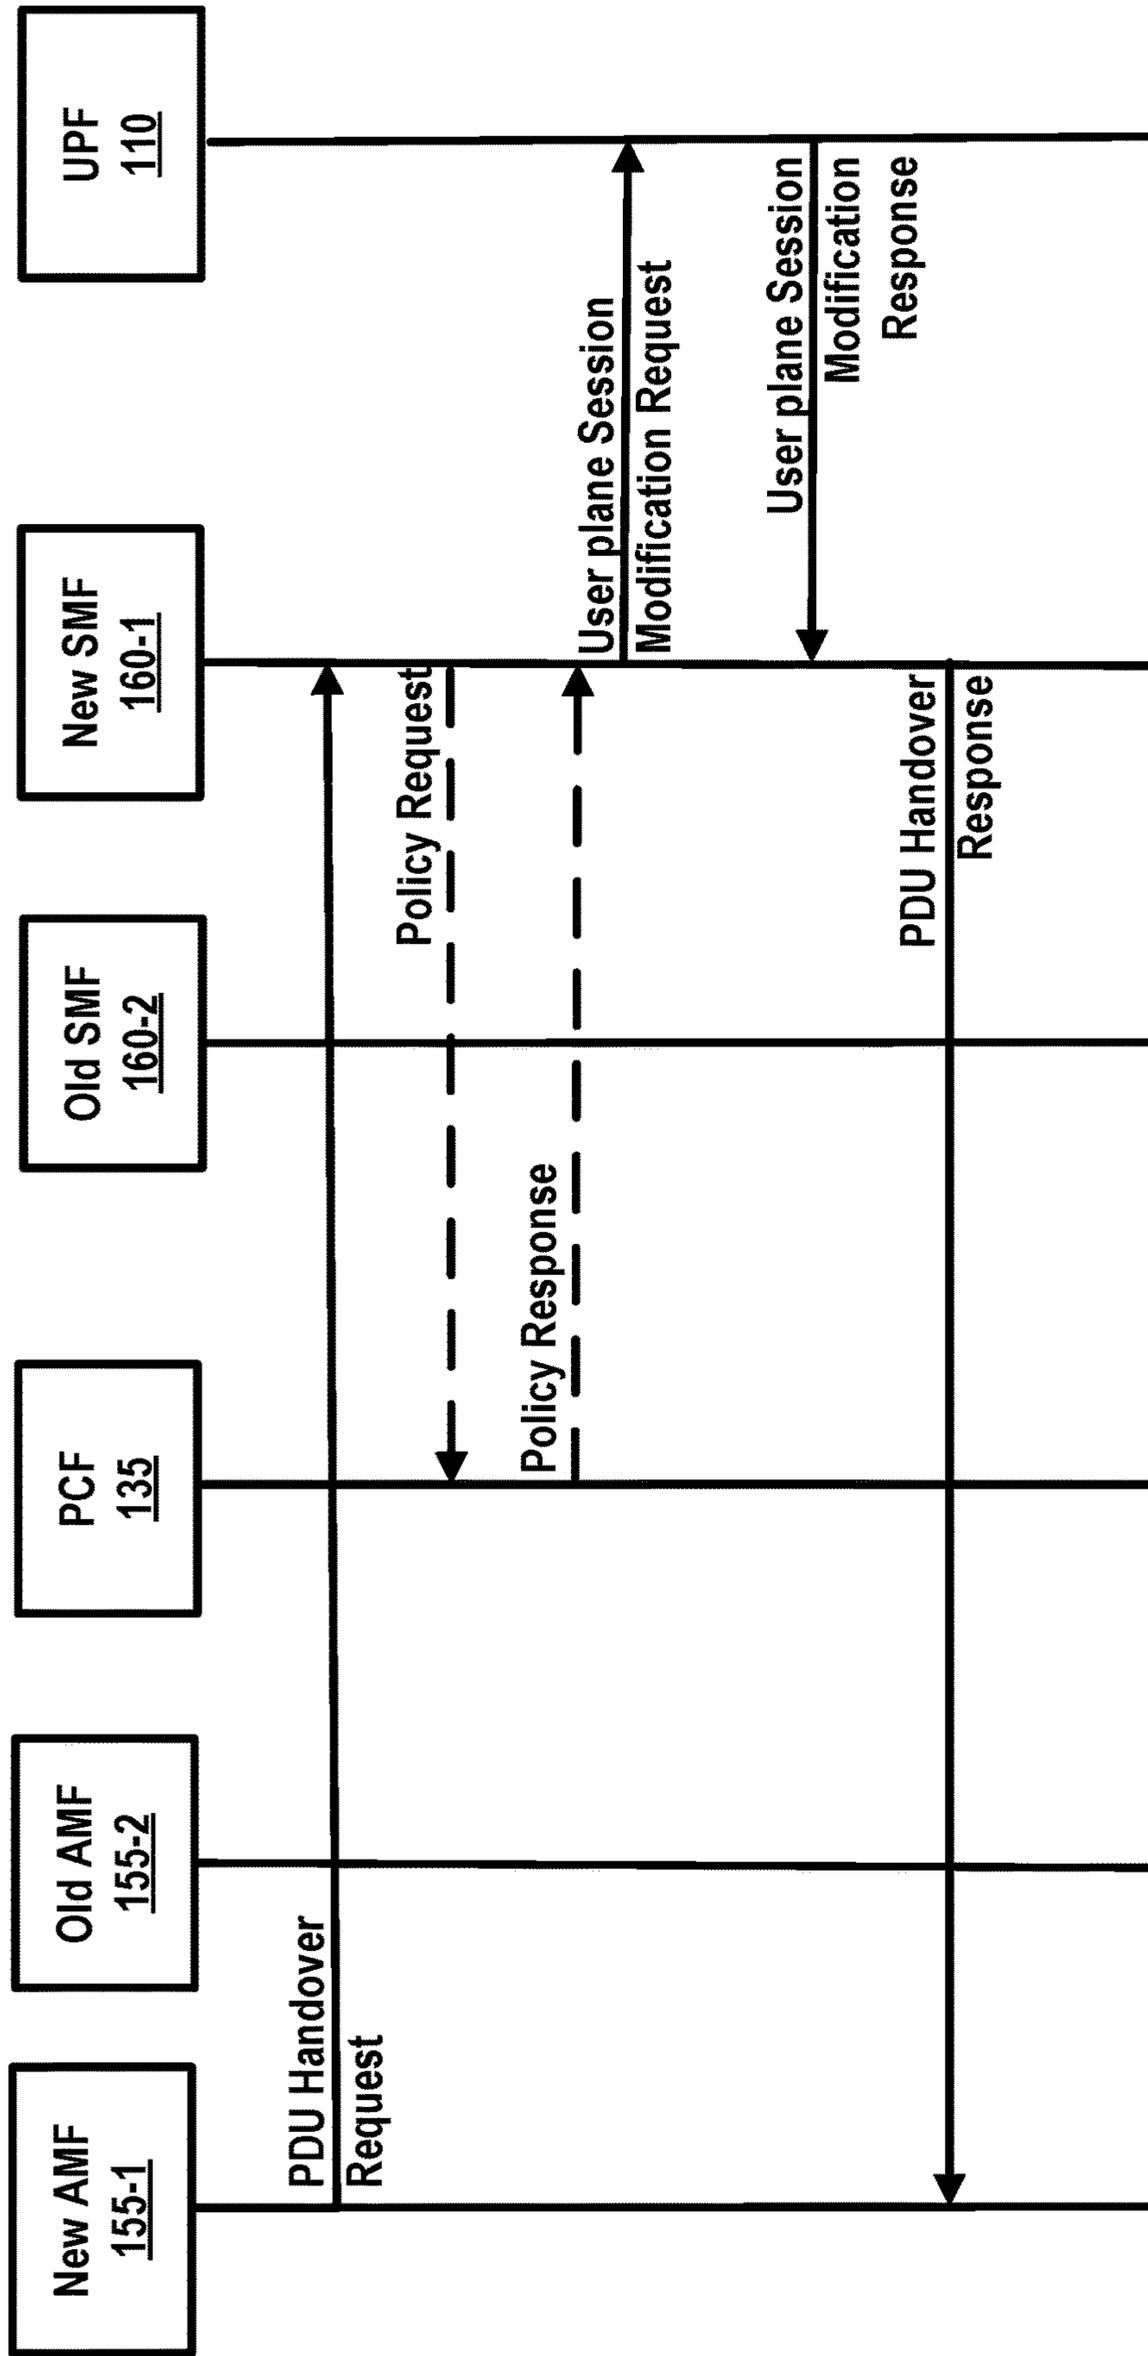 New AMF
155-1
Old AMF
155-2
PCF
135
Old SMF
160-2
New SMF
160-1
UPF
110
PDU Handover
Request
Policy Request
Policy Response
User plane Session
Modification Request
User plane Session
Modification
Response
PDU Handover
Response